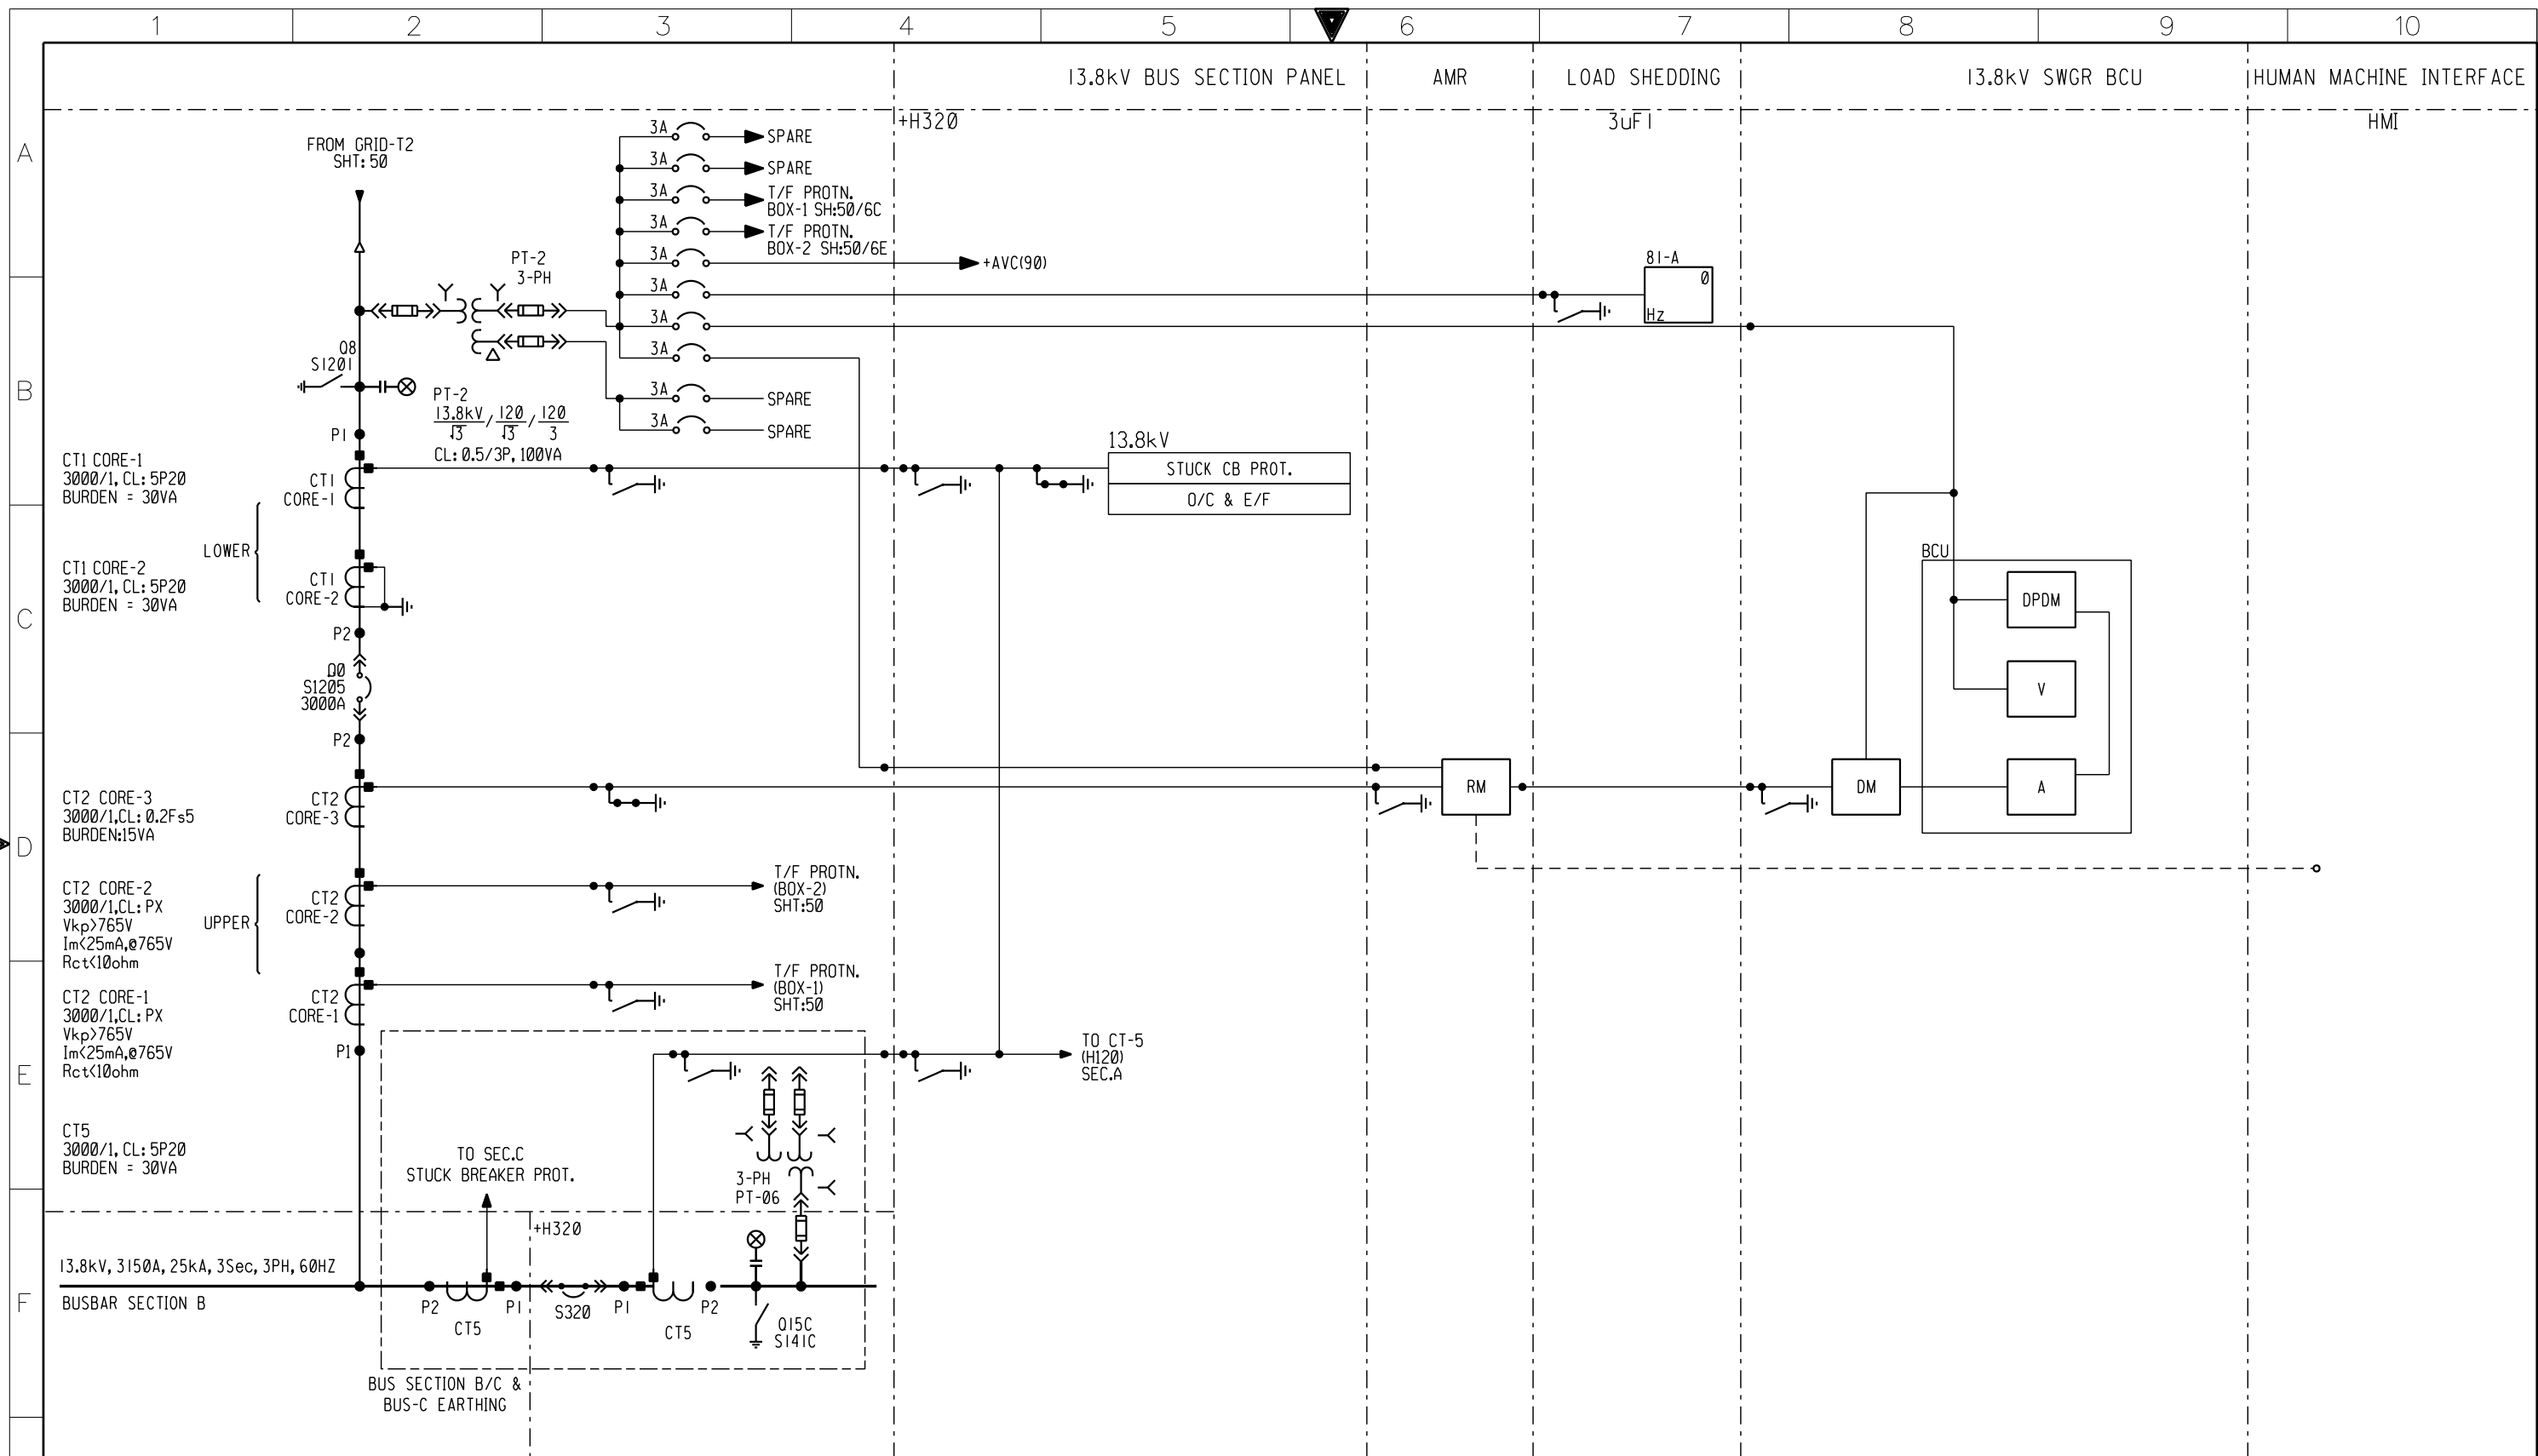 1 2 3 4 5 6 7 8 9 10
13.8kV BUS SECTION PANEL
AMR
LOAD SHEDDING
13.8kV SWGR BCU
HUMAN MACHINE INTERFACE
A
+H320
3uF1
HMI
FROM GRID-T2
SHT:50
3A
SPARE
3A
SPARE
3A
T/F PROTN.
BOX-1 SH:50/6C
3A
T/F PROTN.
BOX-2 SH:50/6E
3A
+AVC(90)
PT-2
3-PH
3A
81-A
Ø
Hz
3A
3A
B
Q8
S1201
3A
SPARE
3A
SPARE
PT-2
13.8kV/√3 / 120/√3 / 120/3
CL: 0.5/3P, 100VA
P1
CT1 CORE-1
3000/1, CL: 5P20
BURDEN = 30VA
CT1
CORE-1
13.8kV
STUCK CB PROT.
O/C & E/F
LOWER
C
CT1 CORE-2
3000/1, CL: 5P20
BURDEN = 30VA
CT1
CORE-2
P2
BCU
DPDM
V
Q0
S1205
3000A
P2
D
CT2 CORE-3
3000/1,CL: 0.2Fs5
BURDEN:15VA
CT2
CORE-3
RM
DM
A
CT2 CORE-2
3000/1,CL: PX
Vkp>765V
Im<25mA,@765V
Rct<10ohm
UPPER
CT2
CORE-2
T/F PROTN.
(BOX-2)
SHT:50
E
CT2 CORE-1
3000/1,CL: PX
Vkp>765V
Im<25mA,@765V
Rct<10ohm
CT2
CORE-1
T/F PROTN.
(BOX-1)
SHT:50
P1
TO CT-5
(H120)
SEC.A
CT5
3000/1, CL: 5P20
BURDEN = 30VA
TO SEC.C
STUCK BREAKER PROT.
3-PH
PT-06
F
+H320
13.8kV, 3150A, 25kA, 3Sec, 3PH, 60HZ
BUSBAR SECTION B
P2
P1
CT5
S320
P1
P2
CT5
Q15C
S141C
BUS SECTION B/C &
BUS-C EARTHING